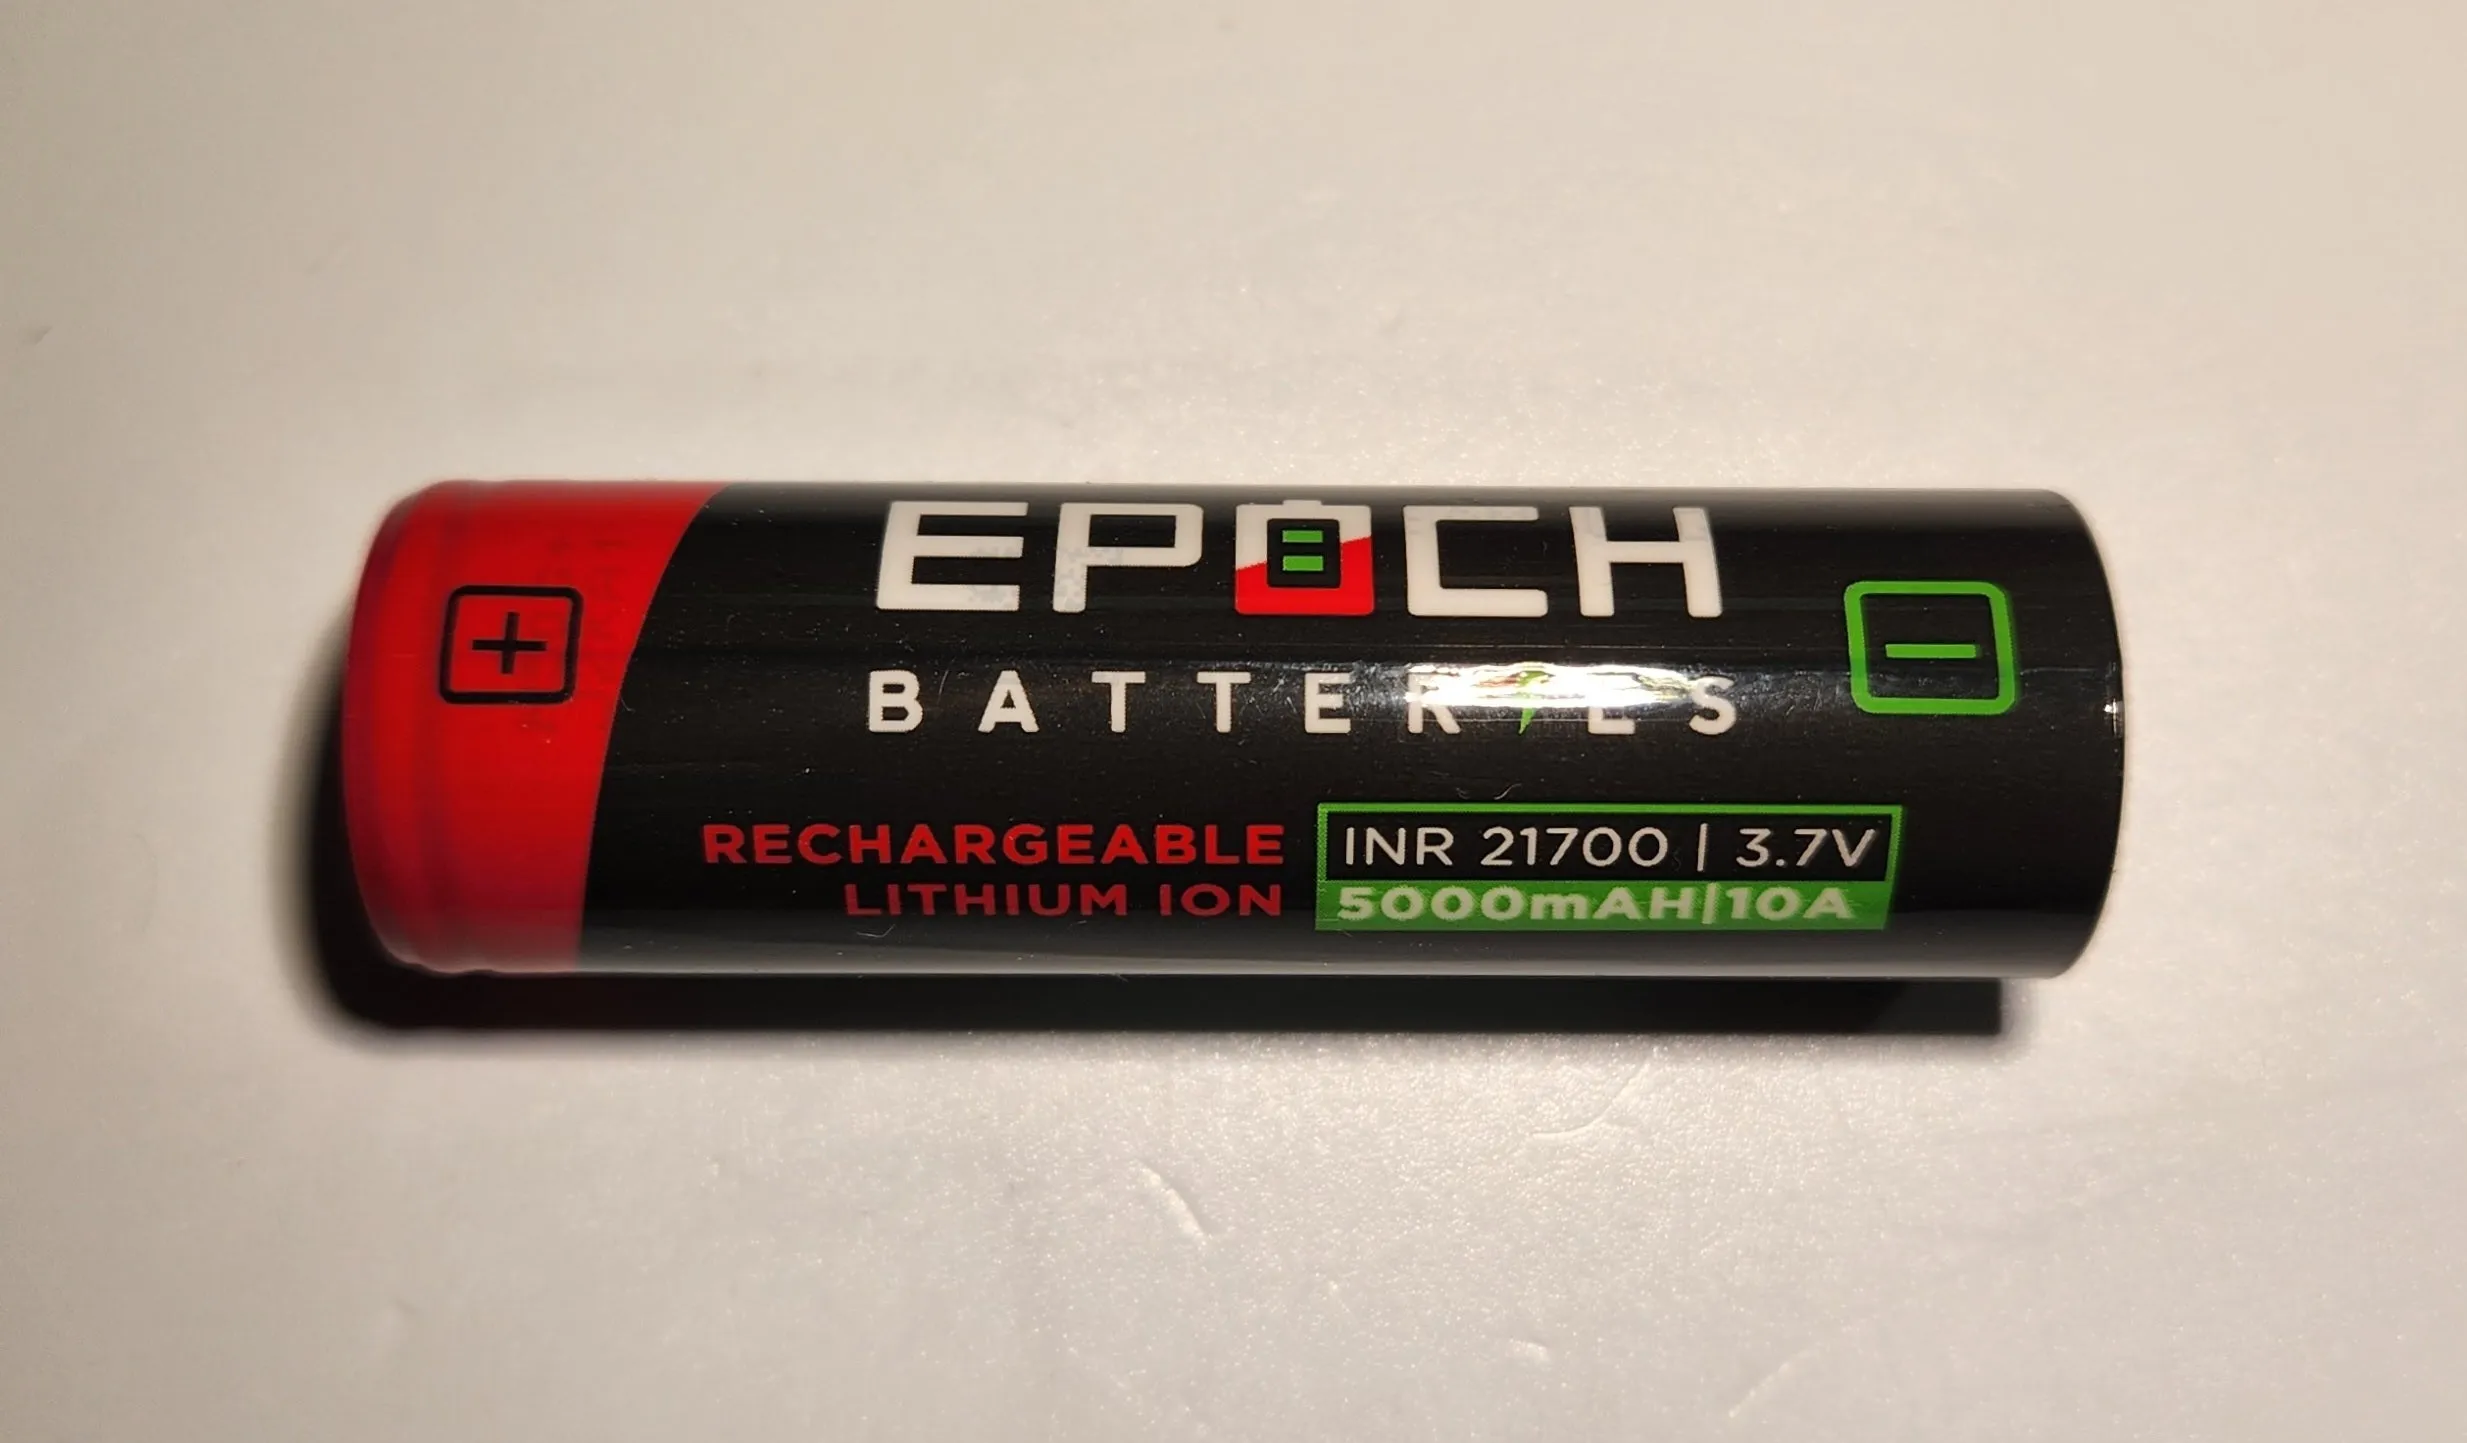 EPOCH
BATTERIES
RECHARGEABLE
LITHIUM ION
INR 21700 | 3.7V
5000mAH|10A